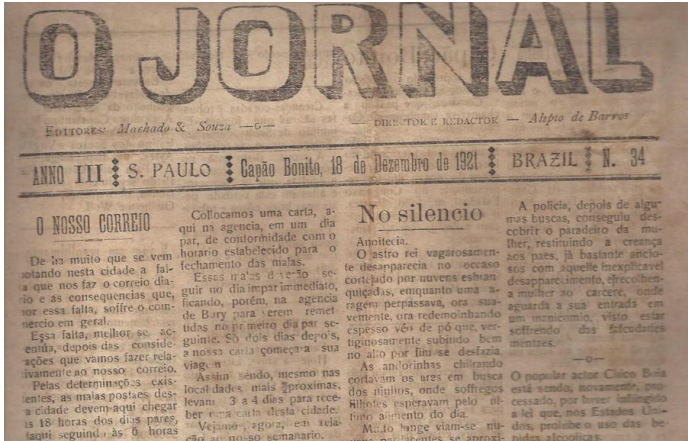 O JORNAL
EDITORES: Machado & Souza —o— — DIRECTOR E REDACTOR — Alipio de Barros
ANNO III S. PAULO Capão Bonito, 18 de Dezembro de 1921 BRAZIL N. 34
O NOSSO CORREIO
De ha muito que se vem
notando nesta cidade a fal-
a que nos faz o correio dia-
rio e as consequencias que,
por essa falta, soffre o com-
mercio em geral.
Essa falta, melhor se ac-
centúa, depois das conside-
rações que vamos fazer rela-
tivamente ao nosso correio.
Pelas determinações exis-
tentes, as malas postaes des-
a cidade devem aqui chegar
ás 18 horas dos dias pares,
daqui seguindo ás 6 horas
Collocamos uma carta, a-
qui na agencia, em um dia
par, de conformidade com o
horario estabelecido para o
fechamento das malas.
Essas malas deverão se-
guir no dia impar immediato,
ficando, porém, na agencia
de Bury para serem remet-
tidas no primeiro dia par se-
guinte. Só dois dias depois,
a nossa carta começara sua
viagem
Assim sendo, mesmo nas
localidades mais aproximas,
levam 3 a 4 dias para rece-
ber uma carta desta cidade.
Vejamos, agora, em rela-
ção ao nosso semanario.
No silencio
Anoitecia.
O astro rei vagarosamen-
te desapparecia no occaso
cortejado por nuvens esbran-
quiçadas, emquanto uma a-
ragem perpassava, ora sua-
vemente, ora redemoinhando
espesso véo de pó que, ver-
tiginosamente subindo bem
no alto por fim se desfazia.
As andorinhas chilrando
cortavam os ares em busca
dos ninhos, onde soffregos
filhotes esperavam pelo ul-
timo alimento do dia.
Muito longe viam-se nu-
A policia, depois de algu-
mas buscas, conseguiu des-
cobrir o paradeiro da mu-
lher, restituindo a creança
aos paes, já bastante ancio-
sos com aquelle inexplicavel
desapparecimento, e recolhen-
a mulher ao carcere, onde
aguarda a sua entrada em
um manicomio, visto estar
soffrendo das faculdades
mentaes.
—o—
O popular actor Chico Boia
está sendo, novamente, pro-
cessado, por haver infringido
a lei que, nos Estados Uni-
dos, prohibe o uso das be-